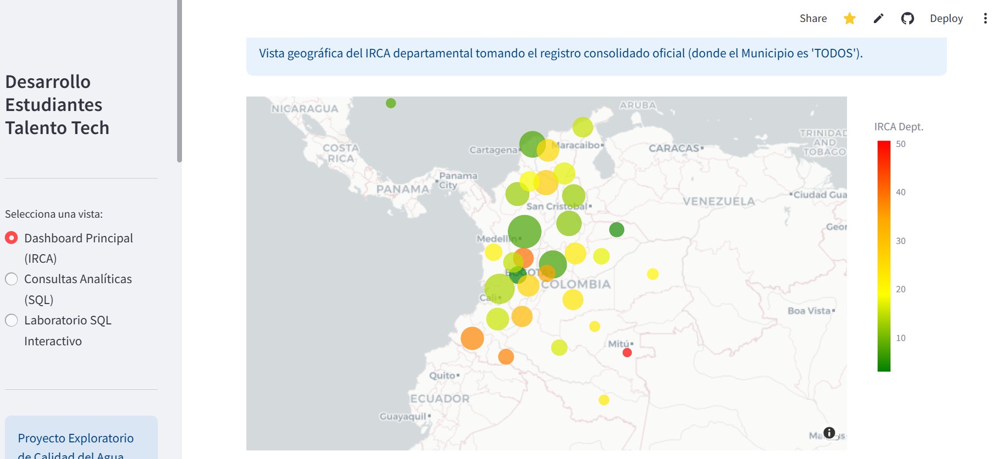 Share
Deploy
Desarrollo
Estudiantes
Talento Tech
Selecciona una vista:
Dashboard Principal
(IRCA)
Consultas Analíticas
(SQL)
Laboratorio SQL
Interactivo
Proyecto Exploratorio
de Calidad del Agua
Vista geográfica del IRCA departamental tomando el registro consolidado oficial (donde el Municipio es 'TODOS').
NICARAGUA
ARUBA
COSTA
RICA
Cartagena
Maracaibo
CARACAS
TRINIDAD
AND
TOBAGO
Panama
City
PANAMA
San Cristobal
VENEZUELA
Ciudad Gua
Medellín
Geor
BOGOTA
COLOMBIA
Cali
Boa Vista
Mitú
Quito
ECUADOR
Guayaquil
IRCA Dept.
50
40
30
20
10